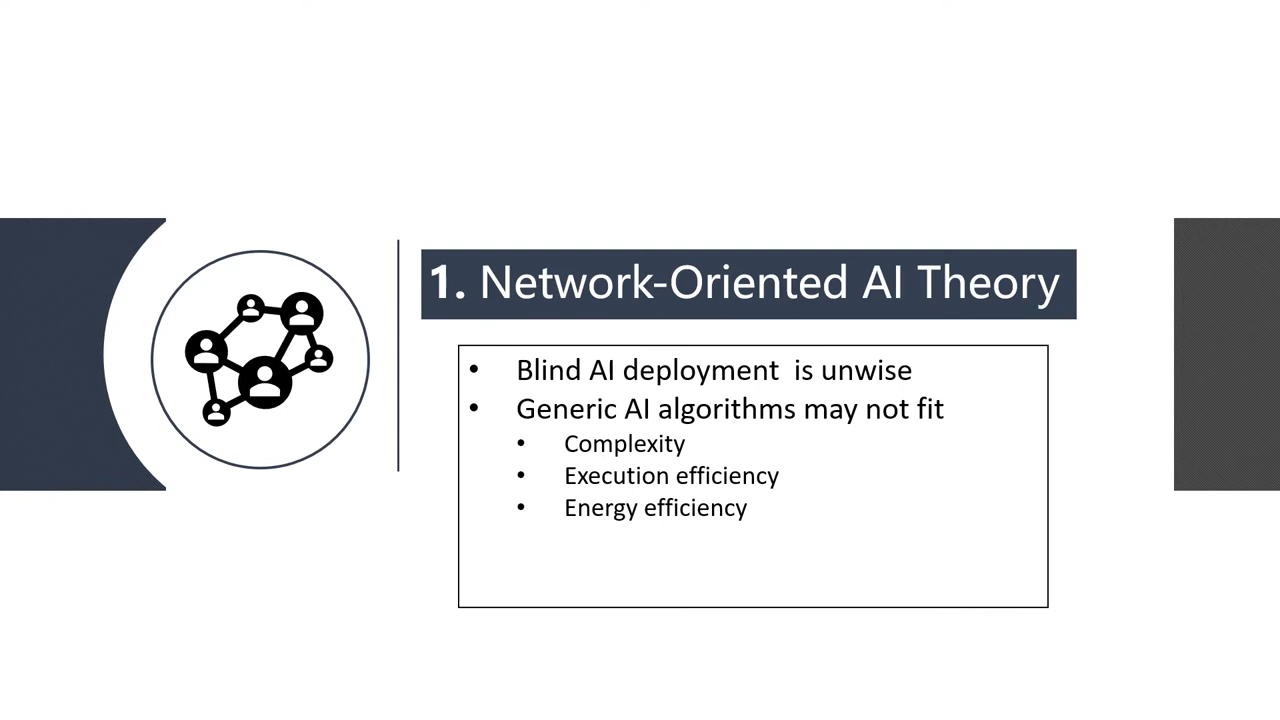 1. Network-Oriented AI Theory
• Blind AI deployment  is unwise
• Generic AI algorithms may not fit
• Complexity
• Execution efficiency
• Energy efficiency